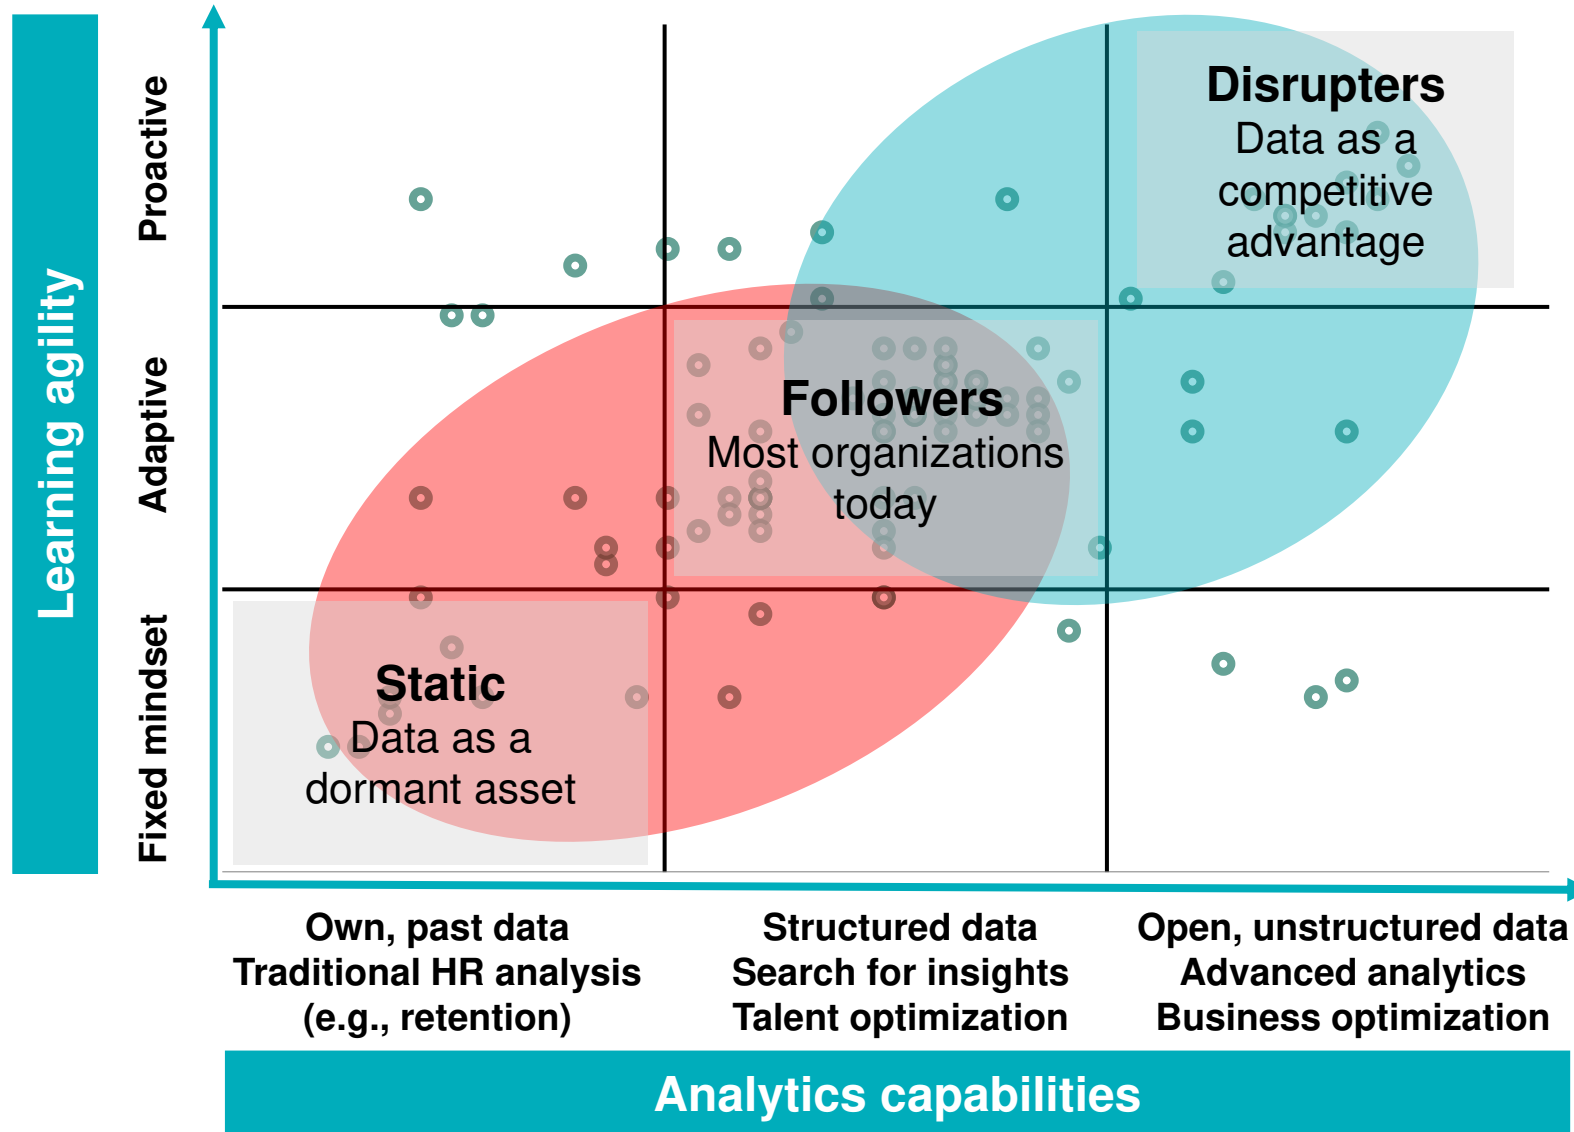 Learning agility
Proactive
Adaptive
Fixed mindset
Disrupters
Data as a
competitive
advantage
Followers
Most organizations
today
Static
Data as a
dormant asset
Own, past data
Traditional HR analysis
(e.g., retention)
Structured data
Search for insights
Talent optimization
Open, unstructured data
Advanced analytics
Business optimization
Analytics capabilities